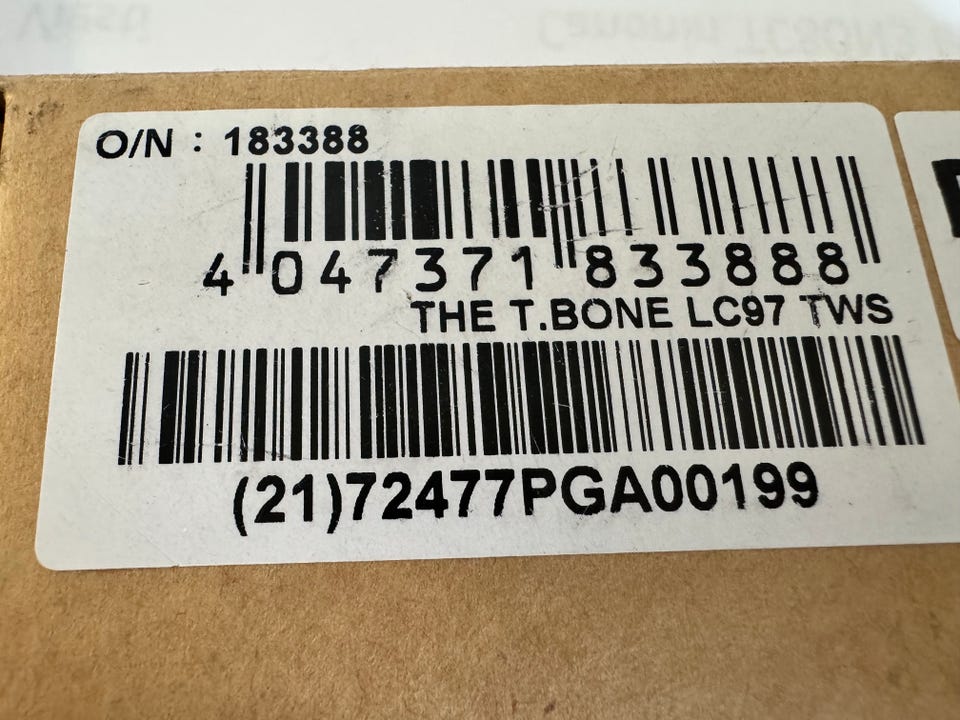 O/N : 183388
4 047371 833888
THE T.BONE LC97 TWS
(21)72477PGA00199